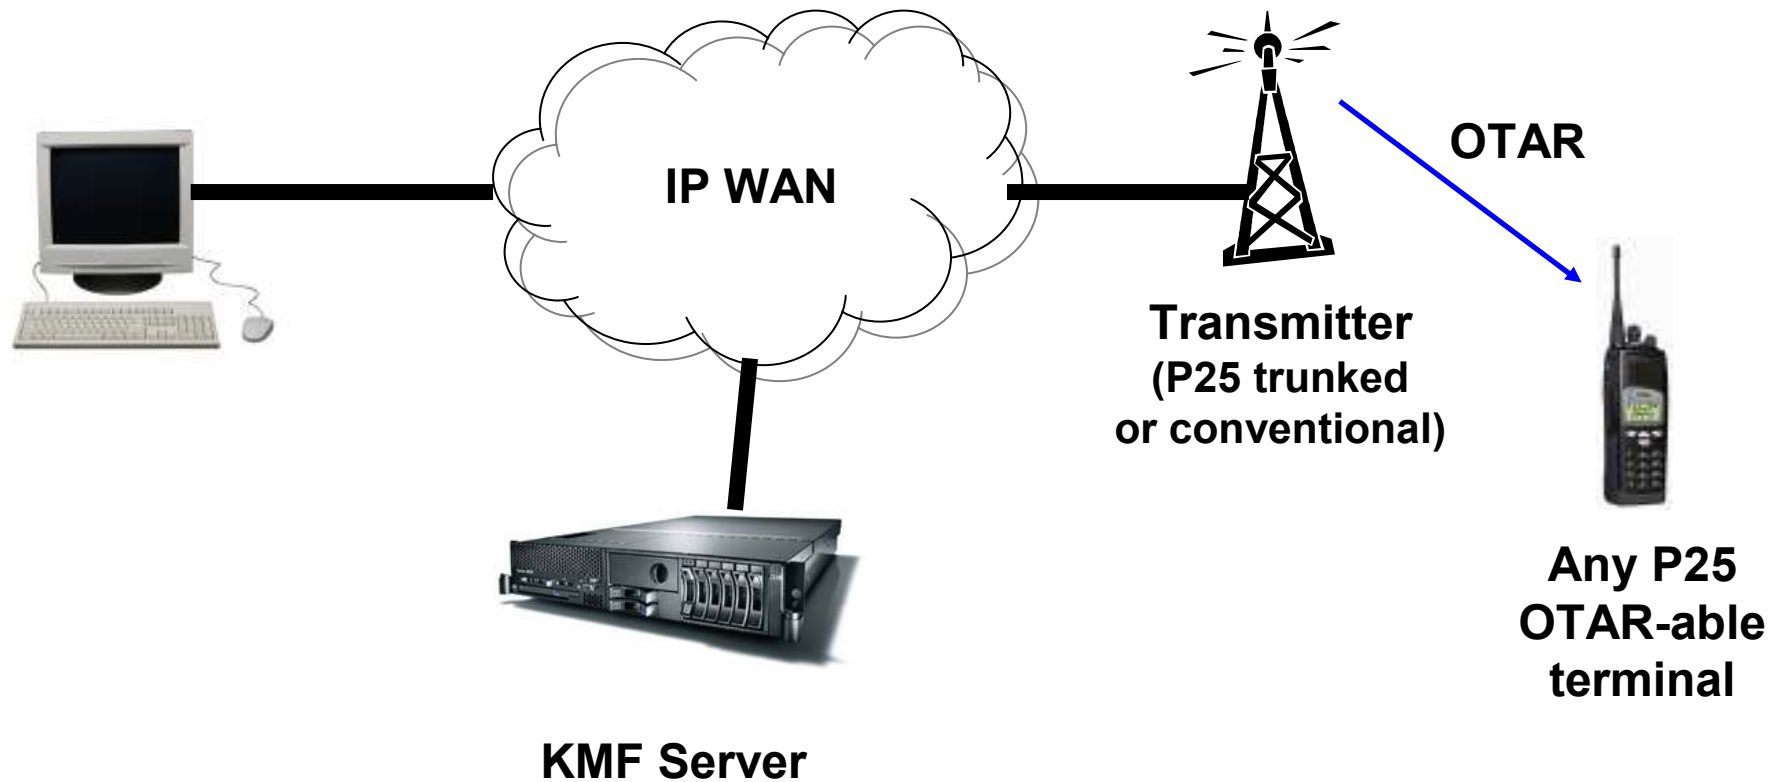 IP WAN
OTAR
Transmitter
(P25 trunked
or conventional)
Any P25
OTAR-able
terminal
KMF Server